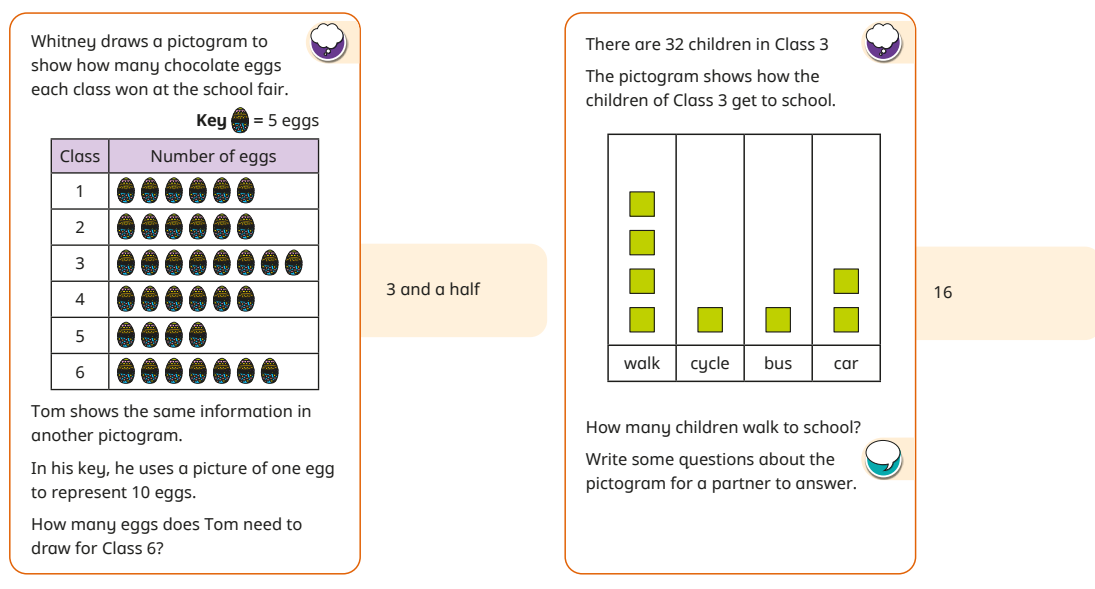 Whitney draws a pictogram to
show how many chocolate eggs
each class won at the school fair.
Key = 5 eggs
Class Number of eggs
1
2
3
4
5
6
Tom shows the same information in
another pictogram.
In his key, he uses a picture of one egg
to represent 10 eggs.
How many eggs does Tom need to
draw for Class 6?
3 and a half
There are 32 children in Class 3
The pictogram shows how the
children of Class 3 get to school.
walk cycle bus car
How many children walk to school?
Write some questions about the
pictogram for a partner to answer.
16